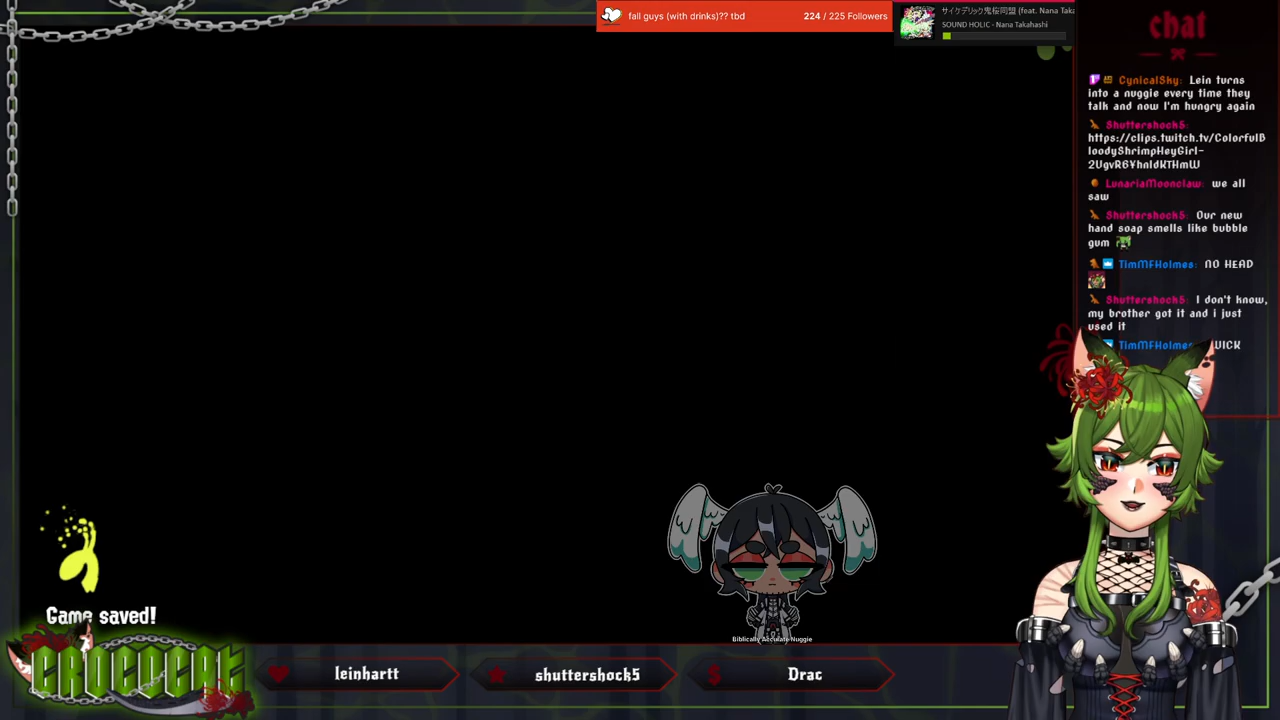 fall guys (with drinks)?? tbd
224 / 225 Followers
サイケデリック鬼桜同盟 (feat. Nana Taka
SOUND HOLIC - Nana Takahashi
chat
CynicalSky: Lein turns
into a nuggie every time they
talk and now I'm hungry again
Shuttershock5:
https://clips.twitch.tv/ColorfulB
loodyShrimpHeyGirl-
2VgvR6YhnIdKTHmW
LunariaMoonclaw: we all
saw
Shuttershock5: Our new
hand soap smells like bubble
gum
TimMFHolmes: NO HEAD
Shuttershock5: I don't know,
my brother got it and i just
used it
TimMFHolmes
Game saved!
Biblically Accurate Nuggie
CROCOCAT
leinhartt
shuttershock5
Drac